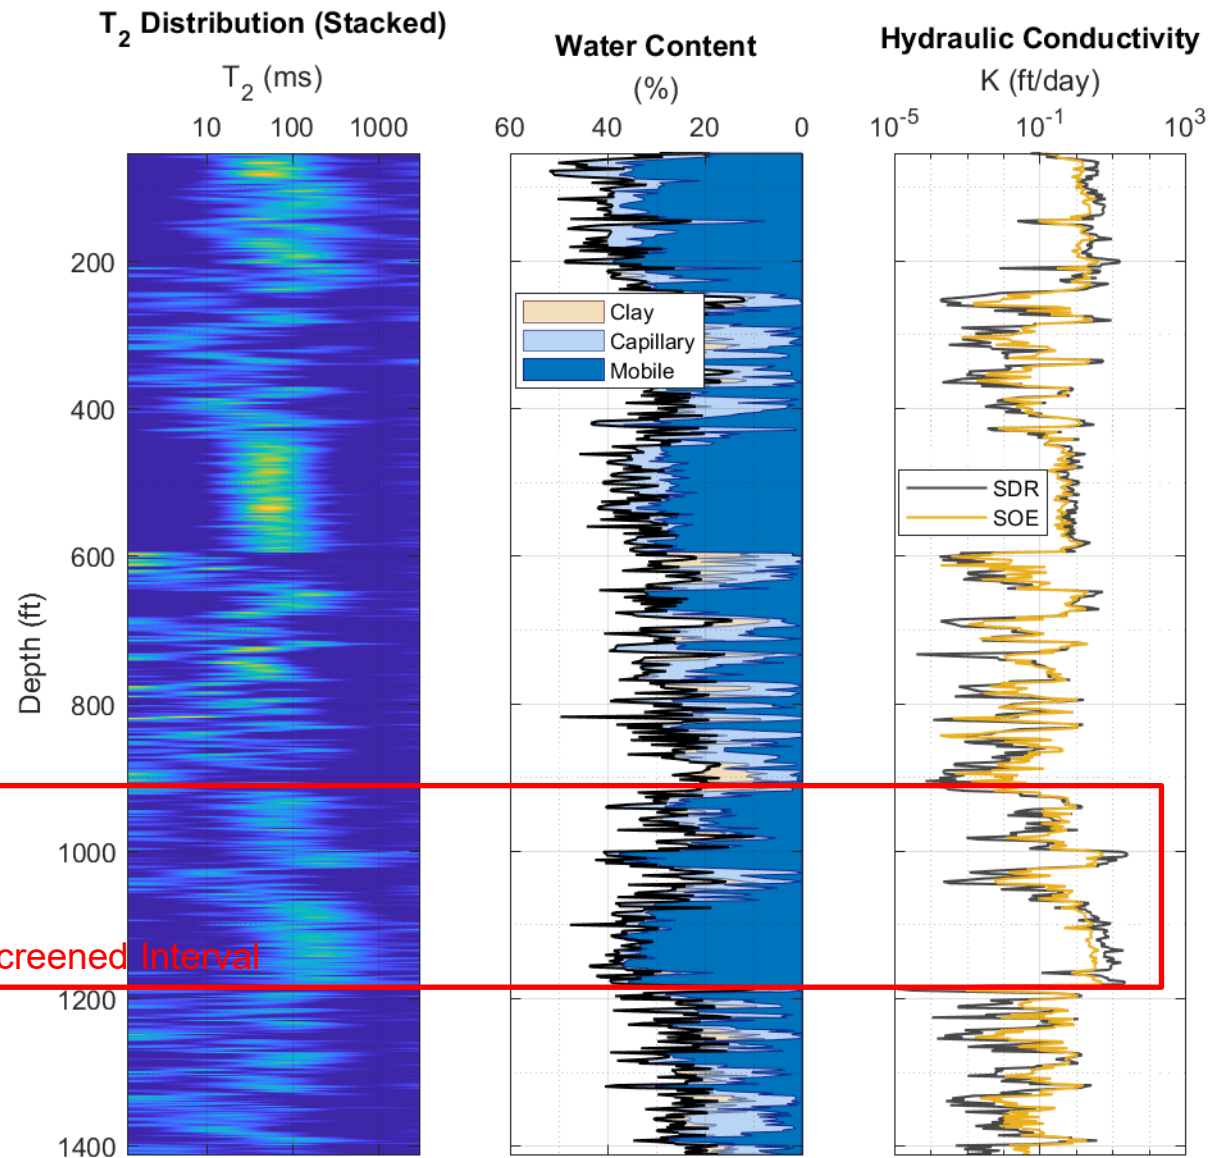 T2 Distribution (Stacked)
T2 (ms)
10 100 1000
Water Content
(%)
60 40 20 0
Hydraulic Conductivity
K (ft/day)
10-5 10-1 103
Depth (ft)
200
400
600
800
1000
1200
1400
Clay
Capillary
Mobile
SDR
SOE
creened Interval